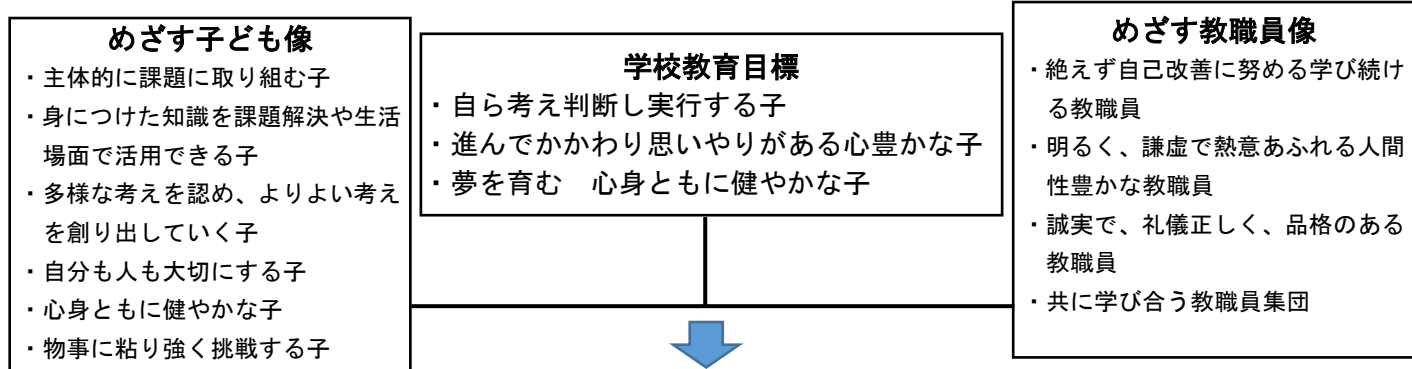 めざす子ども像
・主体的に課題に取り組む子
・身につけた知識を課題解決や生活
場面で活用できる子
・多様な考えを認め、よりよい考え
を創り出していく子
・自分も人も大切にする子
・心身ともに健やかな子
・物事に粘り強く挑戦する子
学校教育目標
・自ら考え判断し実行する子
・進んでかかわり思いやりがある心豊かな子
・夢を育む　心身ともに健やかな子
めざす教職員像
・絶えず自己改善に努める学び続け
る教職員
・明るく、謙虚で熱意あふれる人間
性豊かな教職員
・誠実で、礼儀正しく、品格のある
教職員
・共に学び合う教職員集団